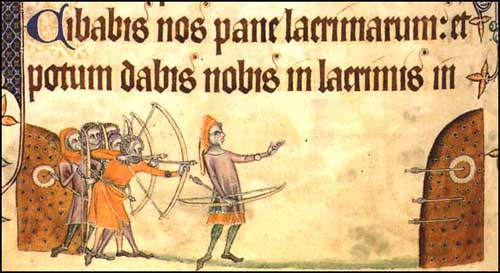 Cibabis nos pane lacrimarum: et
potum dabis nobis in lacrimis in